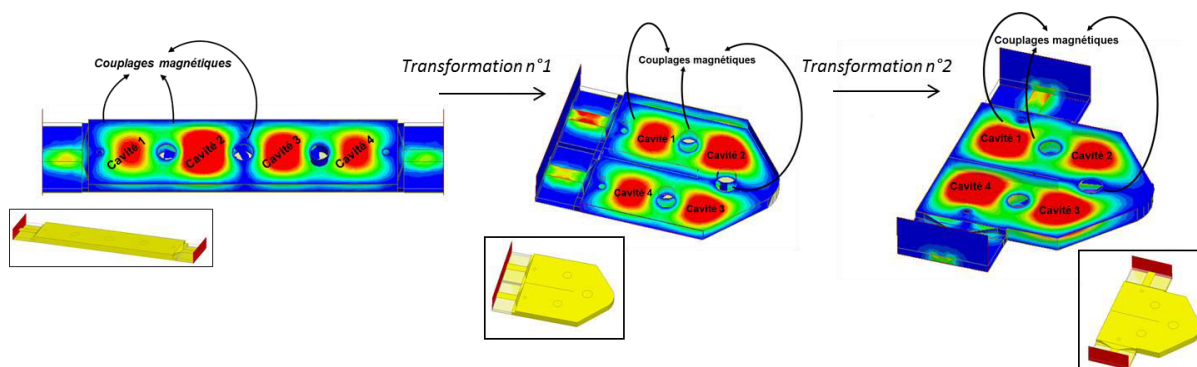 Couplages magnétiques
Cavité 1
Cavité 2
Cavité 3
Cavité 4
Transformation n°1
Couplages magnétiques
Cavité 1
Cavité 2
Cavité 4
Cavité 3
Transformation n°2
Couplages magnétiques
Cavité 1
Cavité 2
Cavité 4
Cavité 3